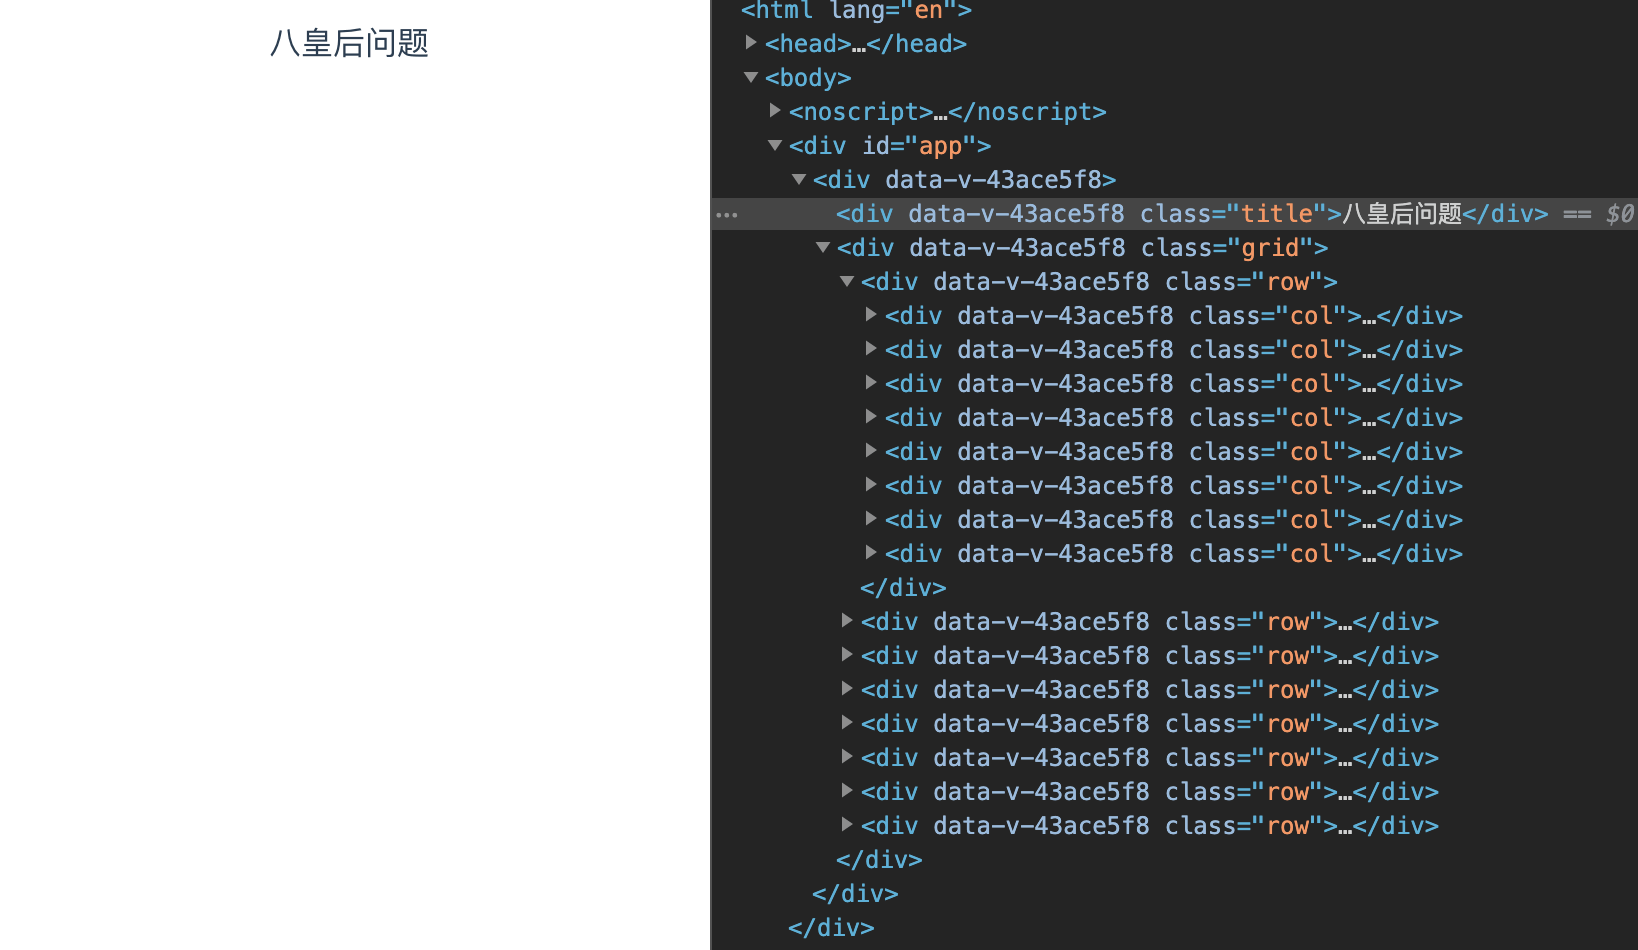 八皇后问题
<html lang="en">
<head>…</head>
<body>
<noscript>…</noscript>
<div id="app">
<div data-v-43ace5f8>
<div data-v-43ace5f8 class="title">八皇后问题</div> == $0
<div data-v-43ace5f8 class="grid">
<div data-v-43ace5f8 class="row">
<div data-v-43ace5f8 class="col">…</div>
<div data-v-43ace5f8 class="col">…</div>
<div data-v-43ace5f8 class="col">…</div>
<div data-v-43ace5f8 class="col">…</div>
<div data-v-43ace5f8 class="col">…</div>
<div data-v-43ace5f8 class="col">…</div>
<div data-v-43ace5f8 class="col">…</div>
<div data-v-43ace5f8 class="col">…</div>
</div>
<div data-v-43ace5f8 class="row">…</div>
<div data-v-43ace5f8 class="row">…</div>
<div data-v-43ace5f8 class="row">…</div>
<div data-v-43ace5f8 class="row">…</div>
<div data-v-43ace5f8 class="row">…</div>
<div data-v-43ace5f8 class="row">…</div>
<div data-v-43ace5f8 class="row">…</div>
</div>
</div>
</div>